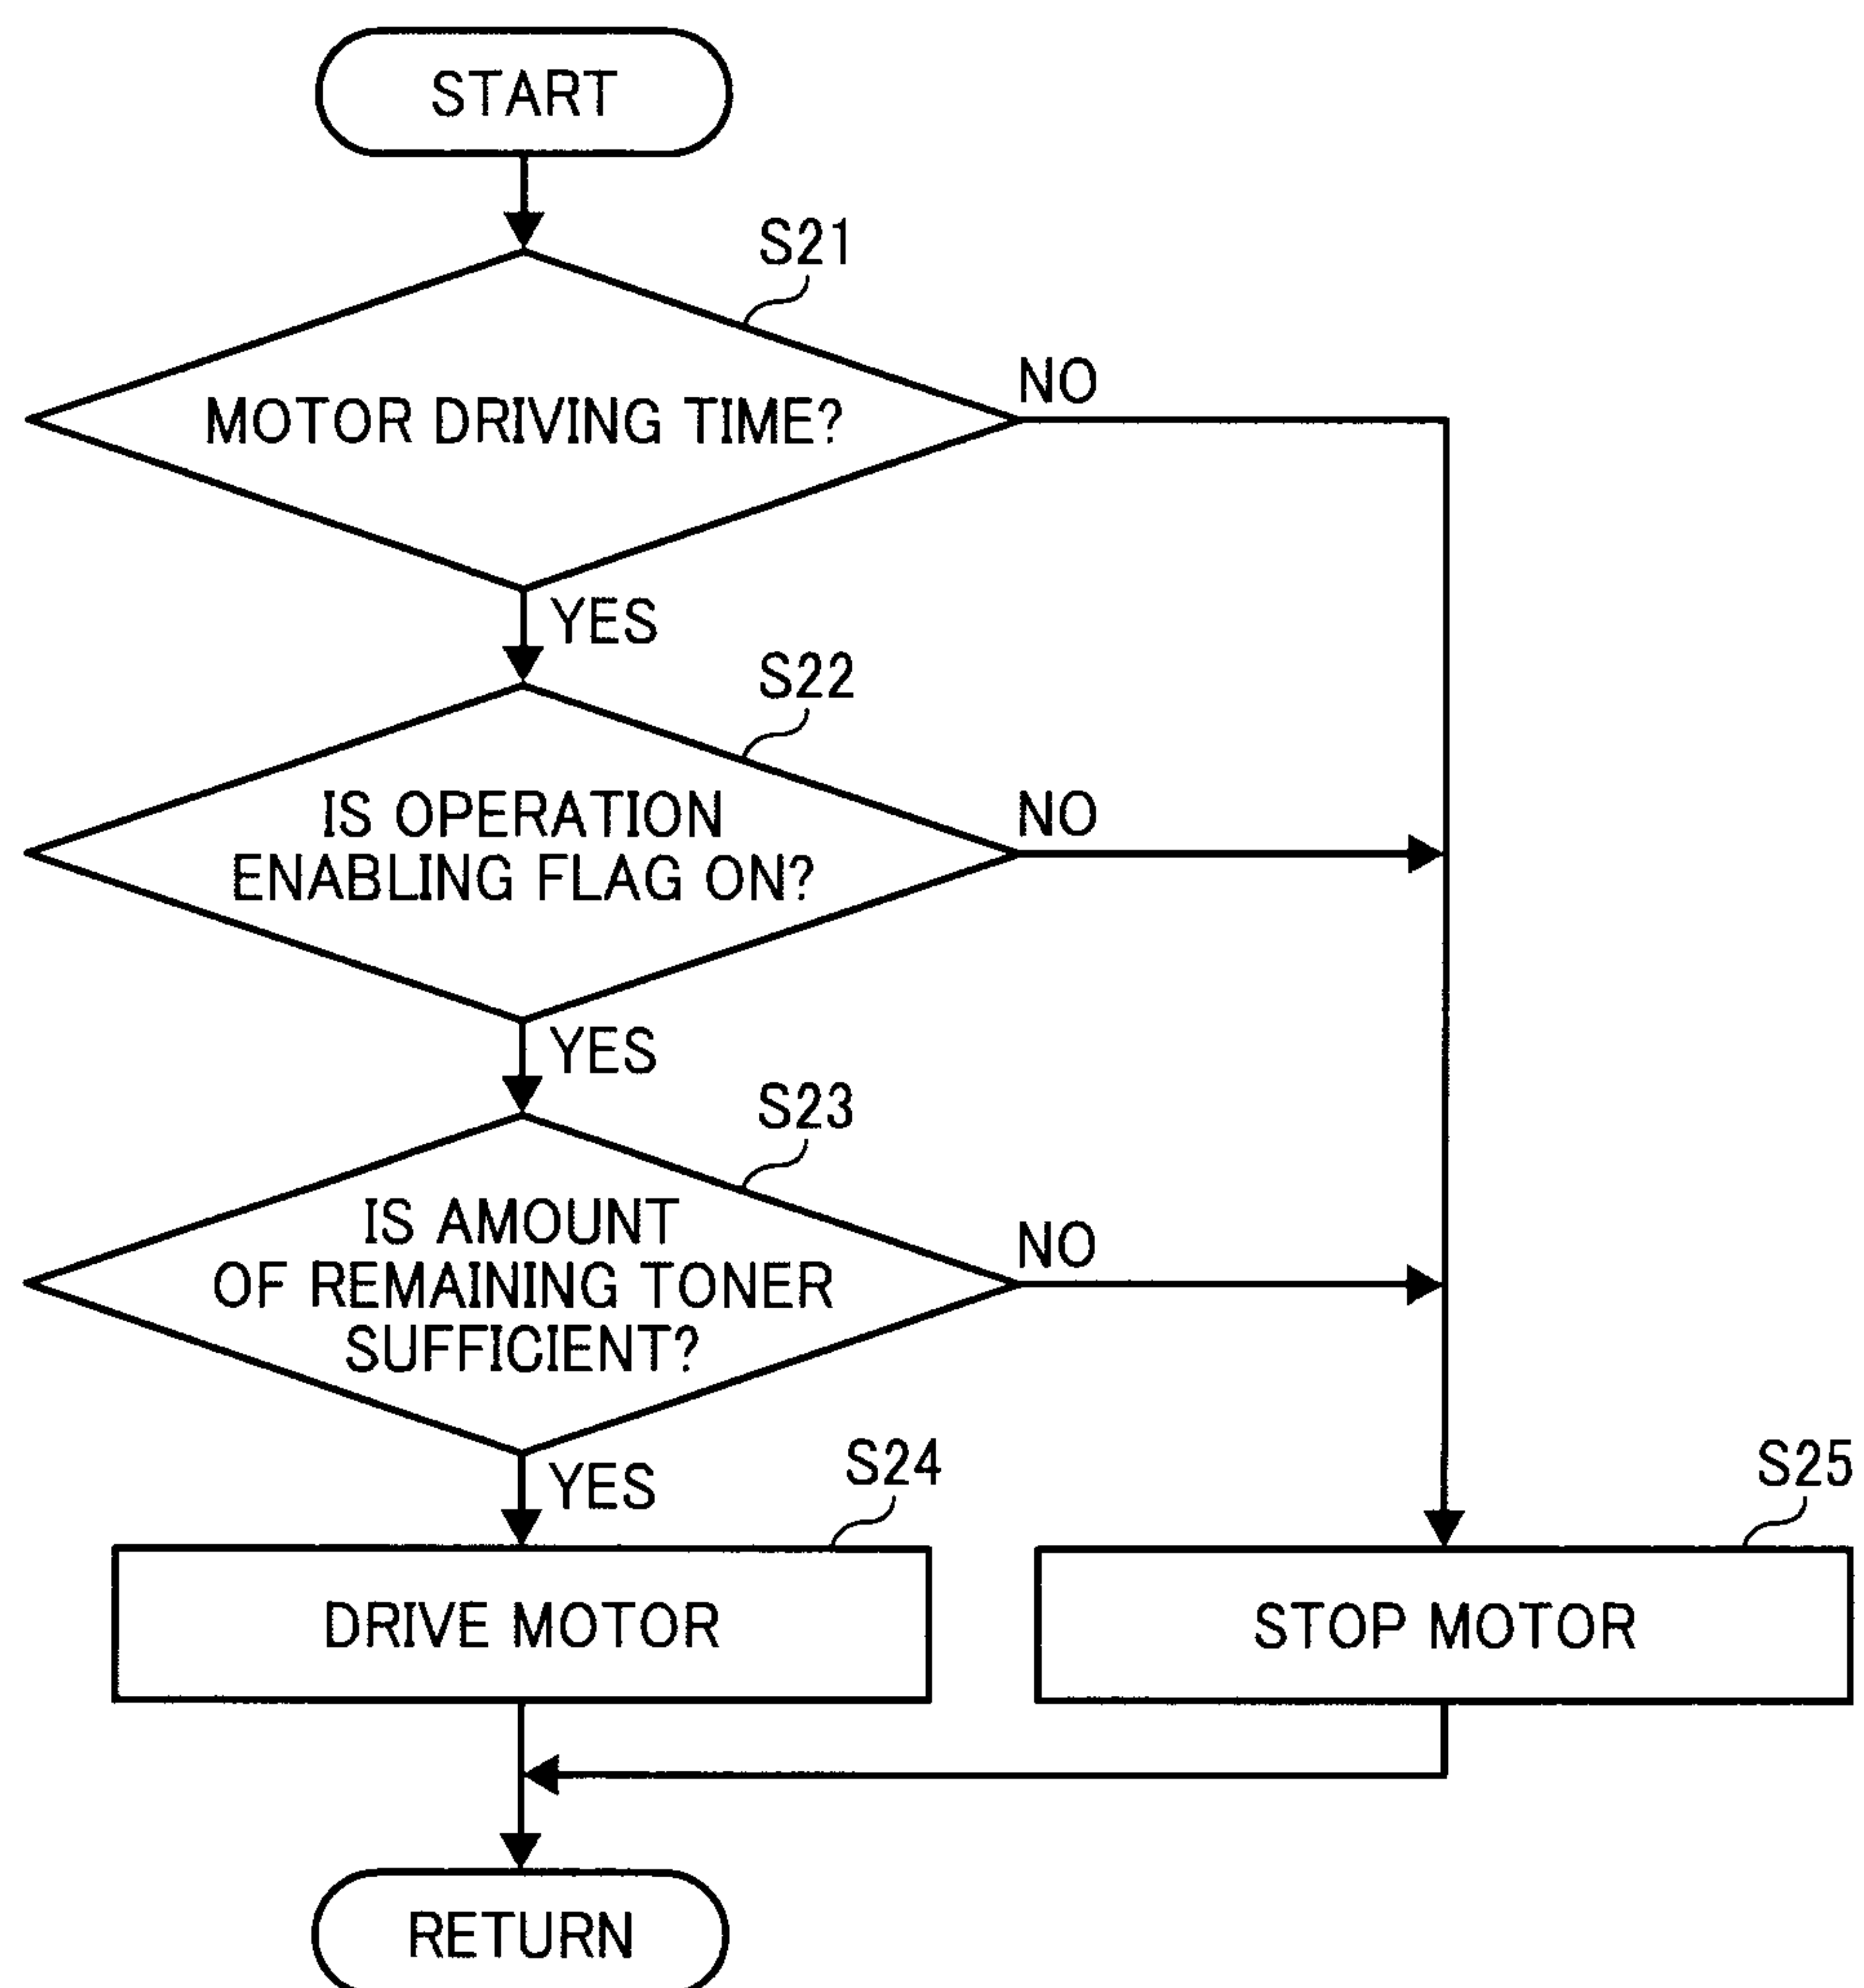 START
S21
MOTOR DRIVING TIME?
NO
YES
S22
IS OPERATION
ENABLING FLAG ON?
NO
YES
S23
IS AMOUNT
OF REMAINING TONER
SUFFICIENT?
NO
YES
S24
S25
DRIVE MOTOR
STOP MOTOR
RETURN